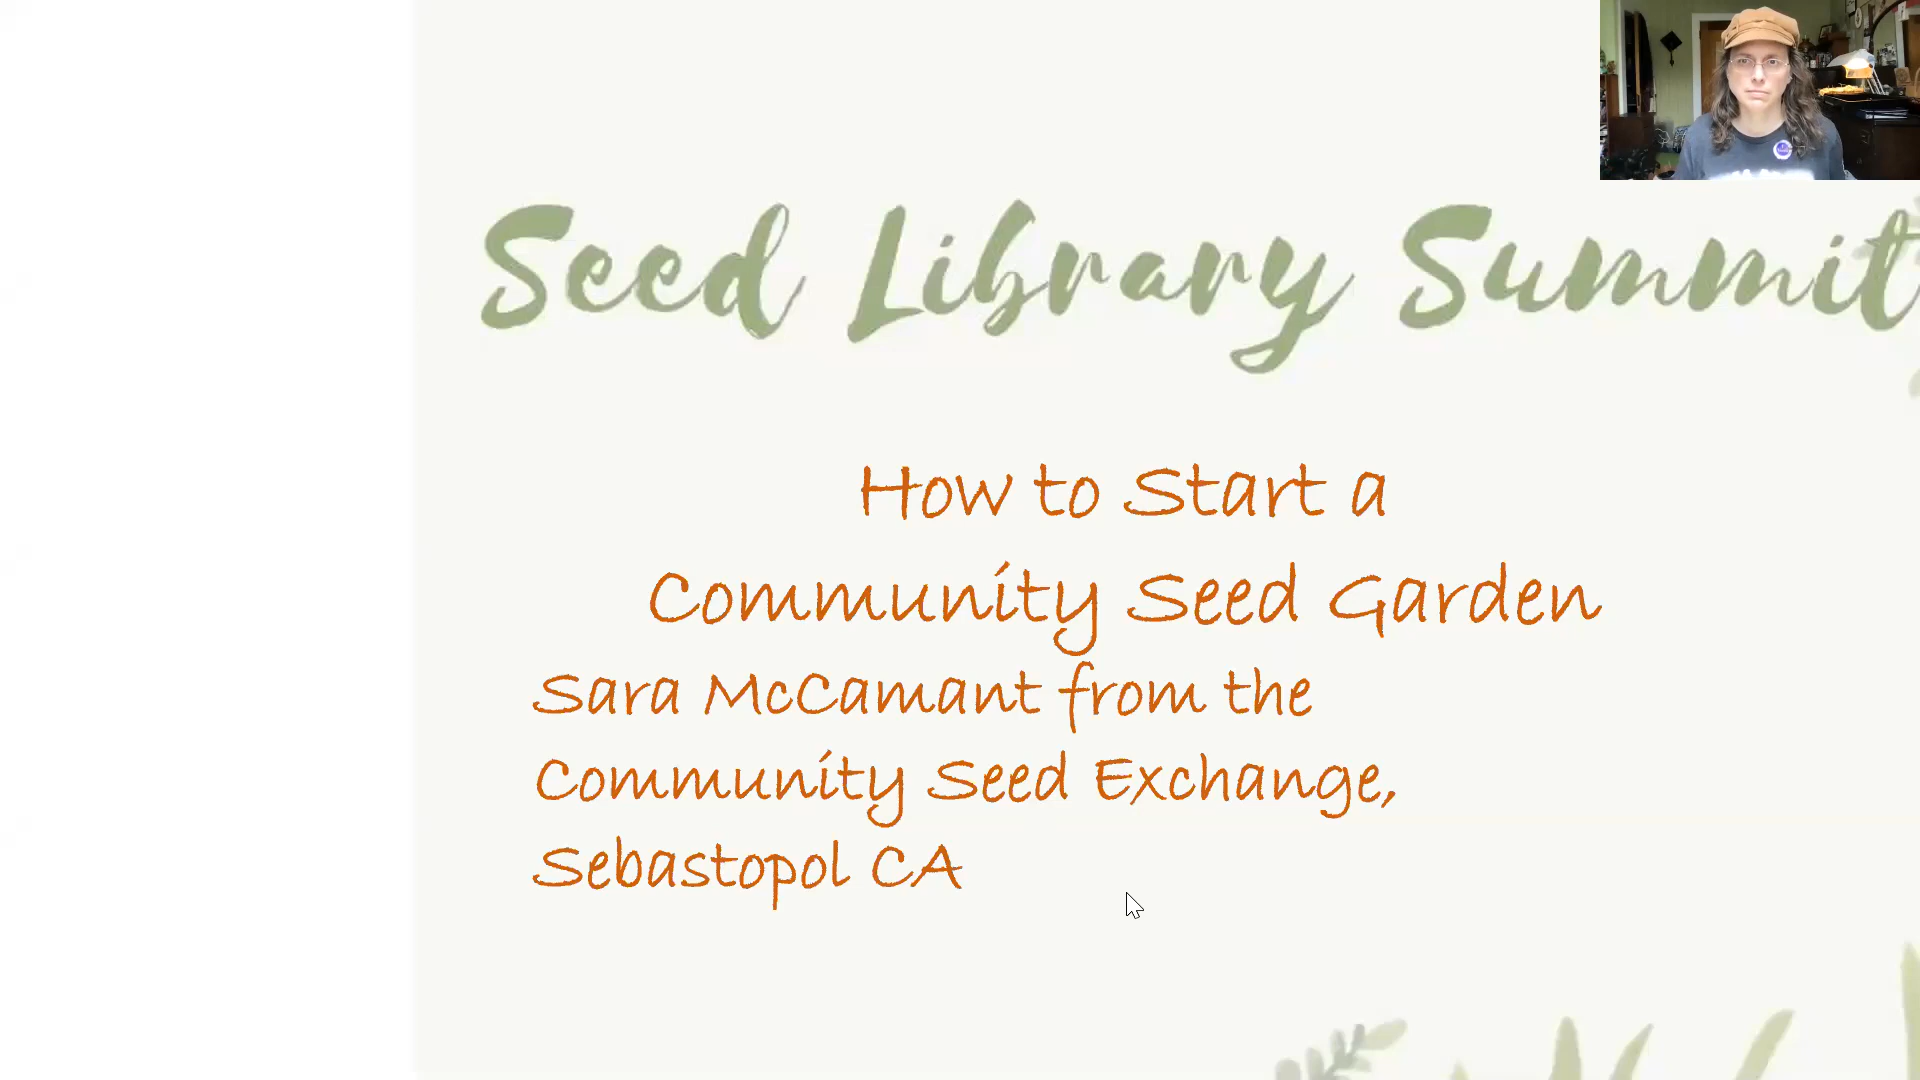 Seed Library Summit
How to Start a
Community Seed Garden
Sara McCamant from the
Community Seed Exchange,
Sebastopol CA